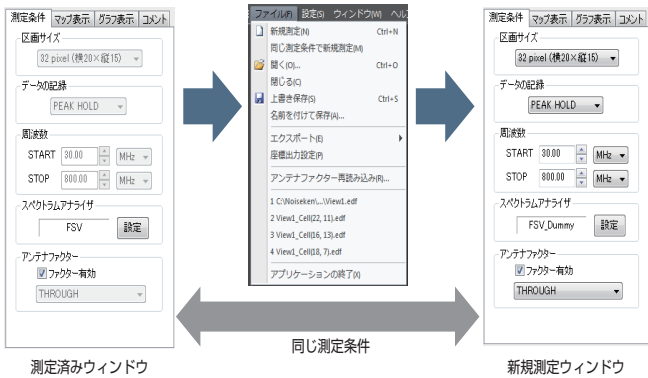 測定条件 マップ表示 グラフ表示 コメント
区画サイズ
32 pixel (横20×縦15)
データの記録
PEAK HOLD
周波数
START 30.00 MHz
STOP 800.00 MHz
スペクトラムアナライザ
FSV 設定
アンテナファクター
ファクター有効
THROUGH
測定済みウィンドウ
ファイル(F) 設定(S) ウィンドウ(W) ヘル
新規測定(N) Ctrl+N
同じ測定条件で新規測定(M)
開く(O)... Ctrl+O
閉じる(C)
上書き保存(S) Ctrl+S
名前を付けて保存(A)...
エクスポート(E)
座標出力設定(P)
アンテナファクター再読み込み(R)...
1 C:\Noiseken\...\View1.edf
2 View1_Cell(22, 11).edf
3 View1_Cell(16, 13).edf
4 View1_Cell(18, 7).edf
アプリケーションの終了(X)
同じ測定条件
測定条件 マップ表示 グラフ表示 コメント
区画サイズ
32 pixel (横20×縦15)
データの記録
PEAK HOLD
周波数
START 30.00 MHz
STOP 800.00 MHz
スペクトラムアナライザ
FSV_Dummy 設定
アンテナファクター
ファクター有効
THROUGH
新規測定ウィンドウ